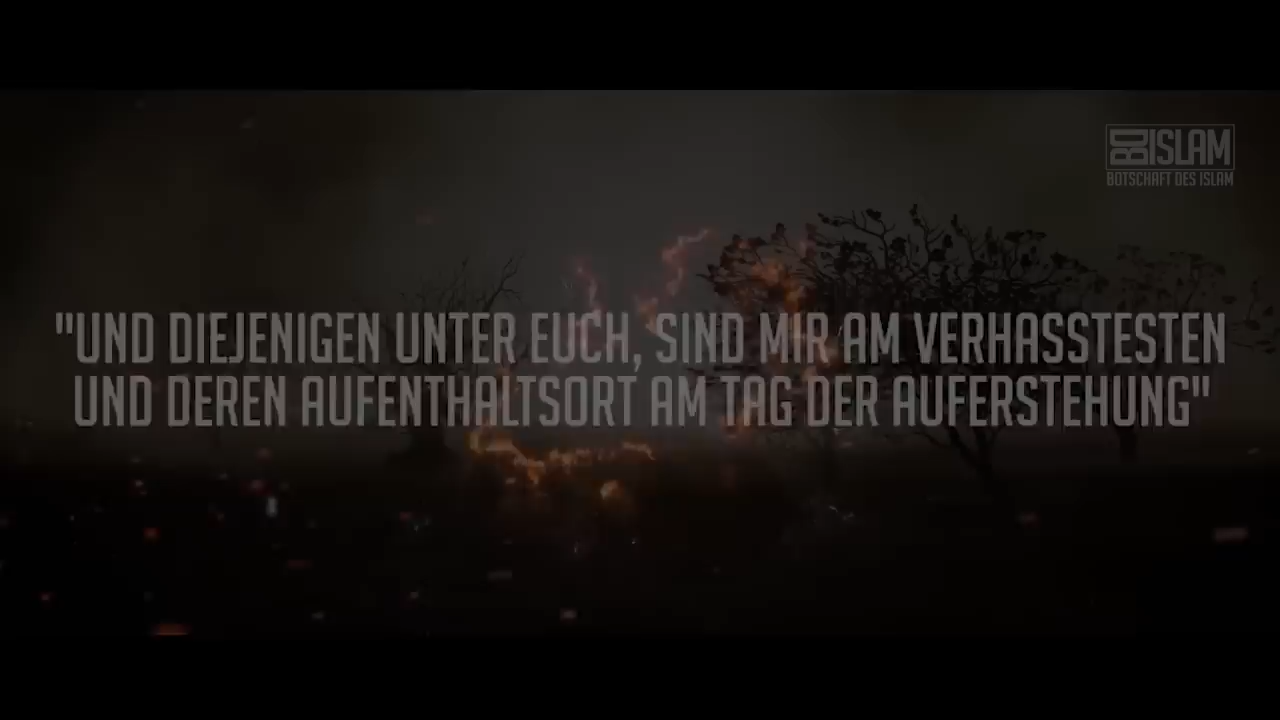 BDISLAM
BOTSCHAFT DES ISLAM
"UND DIEJENIGEN UNTER EUCH, SIND MIR AM VERHASSTESTEN
UND DEREN AUFENTHALTSORT AM TAG DER AUFERSTEHUNG"